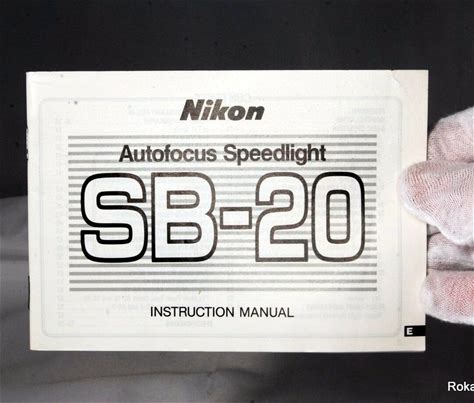 Nikon
Autofocus Speedlight
SB-20
INSTRUCTION MANUAL
E
Roka